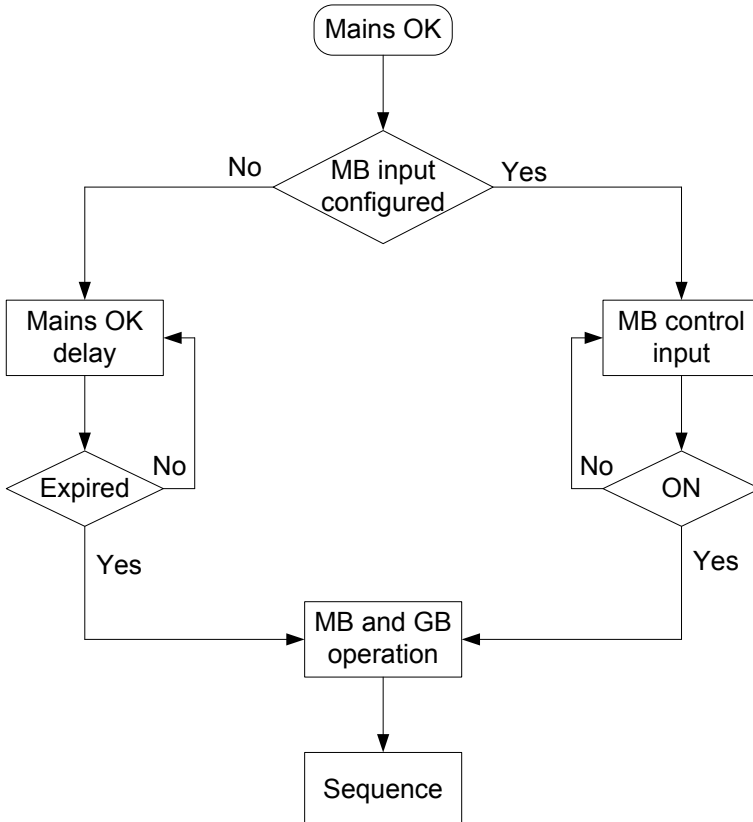 Mains OK
No
MB input
configured
Yes
Mains OK
delay
MB control
input
Expired
No
No
ON
Yes
Yes
MB and GB
operation
Sequence